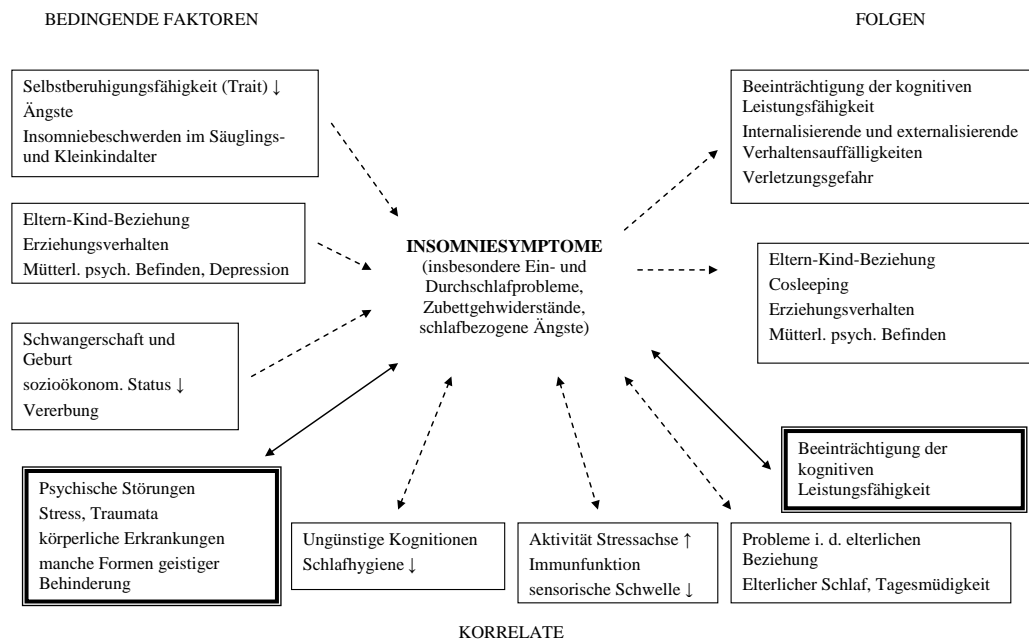 BEDINGENDE FAKTOREN
FOLGEN
Selbstberuhigungsfähigkeit (Trait) ↓
Ängste
Insomniebeschwerden im Säuglings-
und Kleinkindalter
Beeinträchtigung der kognitiven
Leistungsfähigkeit
Internalisierende und externalisierende
Verhaltensauffälligkeiten
Verletzungsgefahr
Eltern-Kind-Beziehung
Erziehungsverhalten
Mütterl. psych. Befinden, Depression
INSOMNIESYMPTOME
(insbesondere Ein- und
Durchschlafprobleme,
Zubettgehwiderstände,
schlafbezogene Ängste)
Eltern-Kind-Beziehung
Cosleeping
Erziehungsverhalten
Mütterl. psych. Befinden
Schwangerschaft und
Geburt
sozioökonom. Status ↓
Vererbung
Psychische Störungen
Stress, Traumata
körperliche Erkrankungen
manche Formen geistiger
Behinderung
Ungünstige Kognitionen
Schlafhygiene ↓
Aktivität Stressachse ↑
Immunfunktion
sensorische Schwelle ↓
Beeinträchtigung der
kognitiven
Leistungsfähigkeit
Probleme i. d. elterlichen
Beziehung
Elterlicher Schlaf, Tagesmüdigkeit
KORRELATE